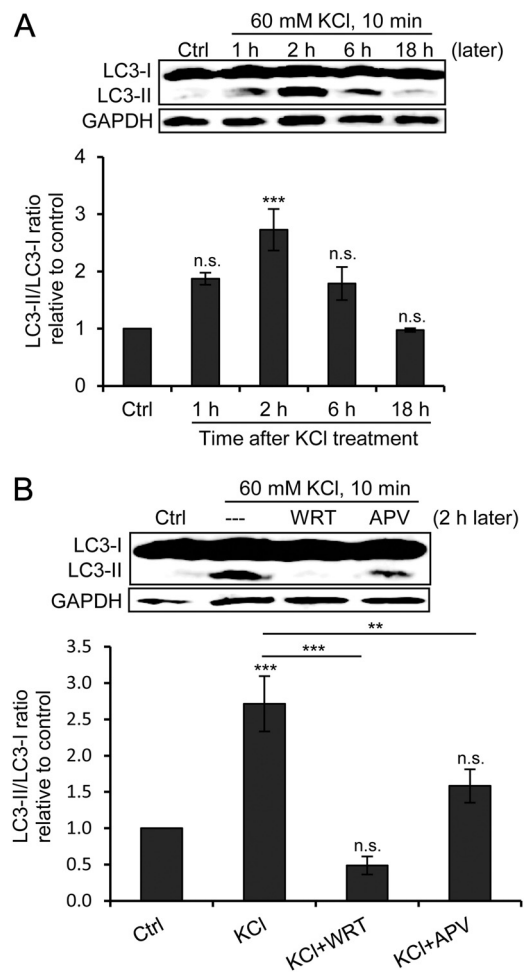 A
60 mM KCl, 10 min
Ctrl 1 h 2 h 6 h 18 h (later)
LC3-I
LC3-II
GAPDH
4
3
2
1
0
LC3-II/LC3-I ratio
relative to control
n.s.
***
n.s.
n.s.
Ctrl 1 h 2 h 6 h 18 h
Time after KCl treatment
B
60 mM KCl, 10 min
Ctrl --- WRT APV (2 h later)
LC3-I
LC3-II
GAPDH
3.5
3.0
2.5
2.0
1.5
1.0
0.5
0.0
LC3-II/LC3-I ratio
relative to control
**
***
***
n.s.
n.s.
Ctrl
KCl
KCl+WRT
KCl+APV